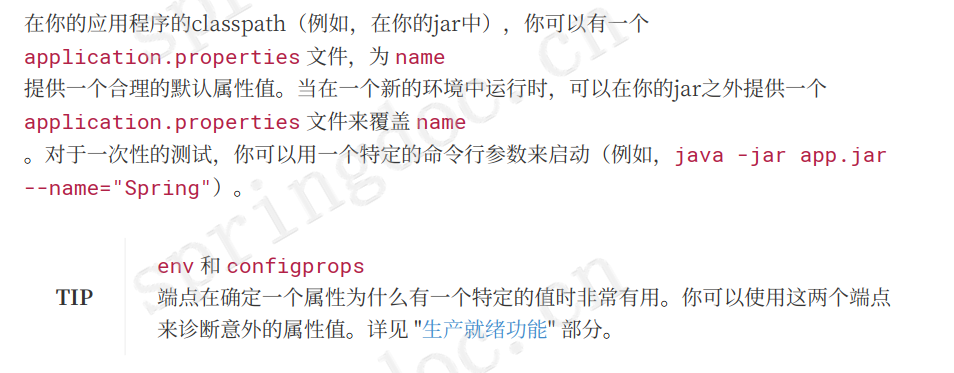 在你的应用程序的classpath（例如，在你的jar中），你可以有一个
application.properties 文件，为 name
提供一个合理的默认属性值。当在一个新的环境中运行时，可以在你的jar之外提供一个
application.properties 文件来覆盖 name
。对于一次性的测试，你可以用一个特定的命令行参数来启动（例如，java -jar app.jar
--name="Spring"）。
env 和 configprops
TIP 端点在确定一个属性为什么有一个特定的值时非常有用。你可以使用这两个端点
来诊断意外的属性值。详见 "生产就绪功能" 部分。
springdoc.cn
springdoc.cn